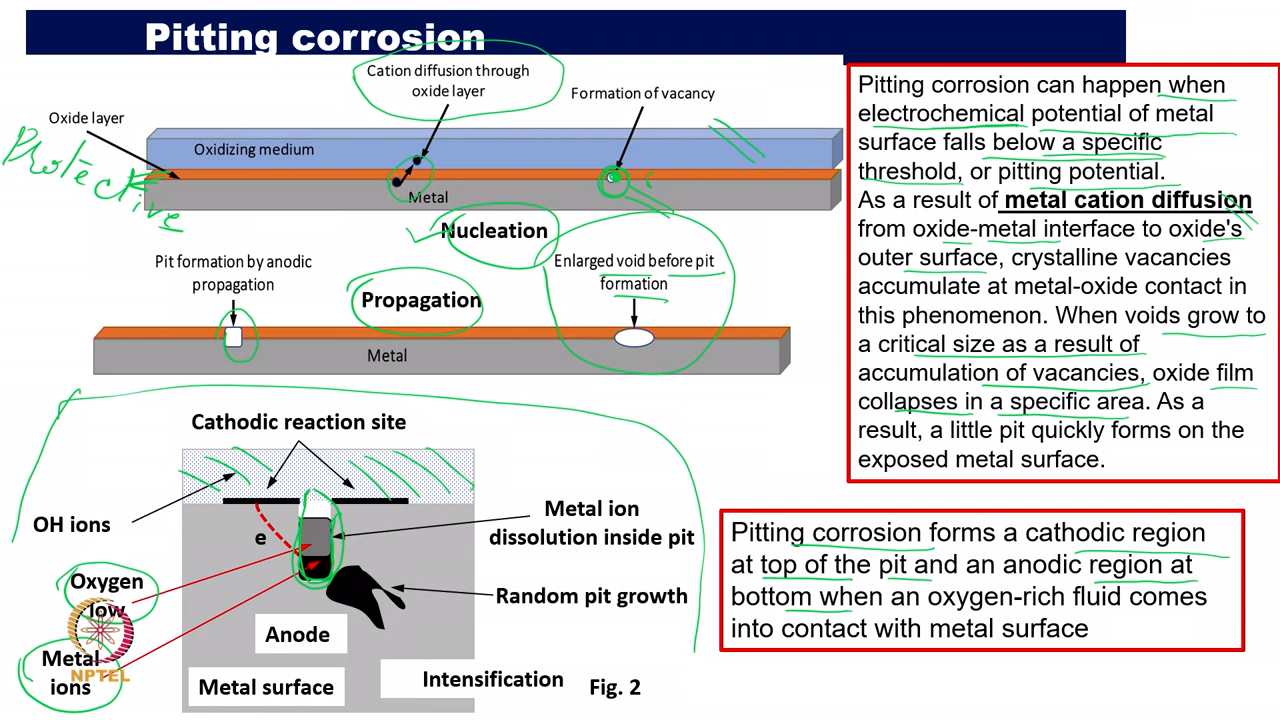 Pitting corrosion
Cation diffusion through
oxide layer
Formation of vacancy
Oxide layer
Protective
Oxidizing medium
Metal
Nucleation
Pit formation by anodic
propagation
Propagation
Enlarged void before pit
formation
Metal
Cathodic reaction site
OH ions
e
Metal ion
dissolution inside pit
Oxygen
low
Random pit growth
Anode
Metal
ions
NPTEL
Metal surface
Intensification
Fig. 2
Pitting corrosion can happen when
electrochemical potential of metal
surface falls below a specific
threshold, or pitting potential.
As a result of metal cation diffusion
from oxide-metal interface to oxide's
outer surface, crystalline vacancies
accumulate at metal-oxide contact in
this phenomenon. When voids grow to
a critical size as a result of
accumulation of vacancies, oxide film
collapses in a specific area. As a
result, a little pit quickly forms on the
exposed metal surface.
Pitting corrosion forms a cathodic region
at top of the pit and an anodic region at
bottom when an oxygen-rich fluid comes
into contact with metal surface